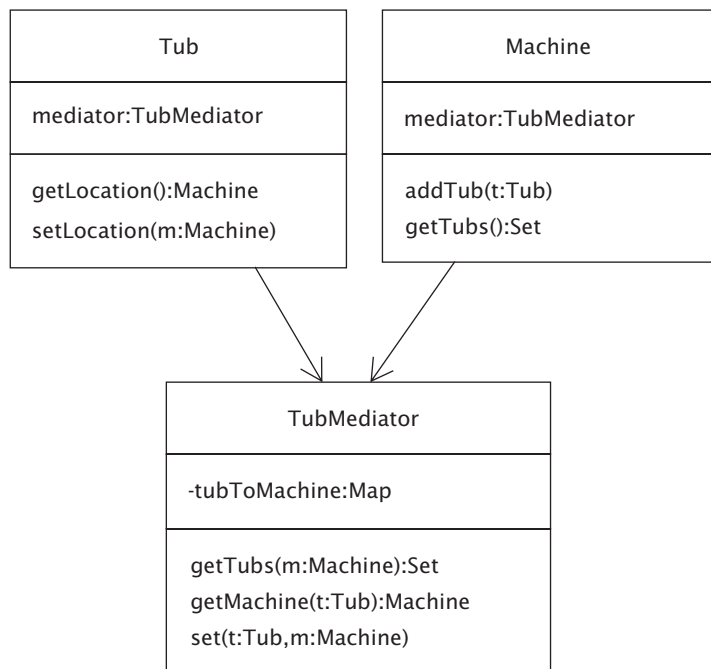 Tub
mediator:TubMediator
getLocation():Machine
setLocation(m:Machine)
Machine
mediator:TubMediator
addTub(t:Tub)
getTubs():Set
TubMediator
-tubToMachine:Map
getTubs(m:Machine):Set
getMachine(t:Tub):Machine
set(t:Tub,m:Machine)